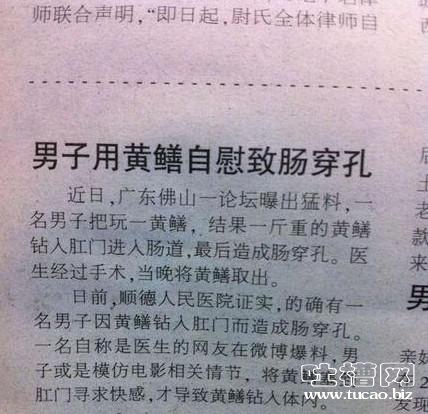 师联合声明，“即日起，尉氏全体律师自
男子用黄鳝自慰致肠穿孔
近日，广东佛山一论坛曝出猛料，一
名男子把玩一黄鳝，结果一斤重的黄鳝
钻入肛门进入肠道，最后造成肠穿孔。医
生经过手术，当晚将黄鳝取出。
日前，顺德人民医院证实，的确有一
名男子因黄鳝钻入肛门而造成肠穿孔。
一名自称是医生的网友在微博爆料，男
子或是模仿电影相关情节，将黄鳝
肛门寻求快感，才导致黄鳝钻入体内。
土
老
款
来
男
亲
的2
发现
吐槽网
www.tucao.biz